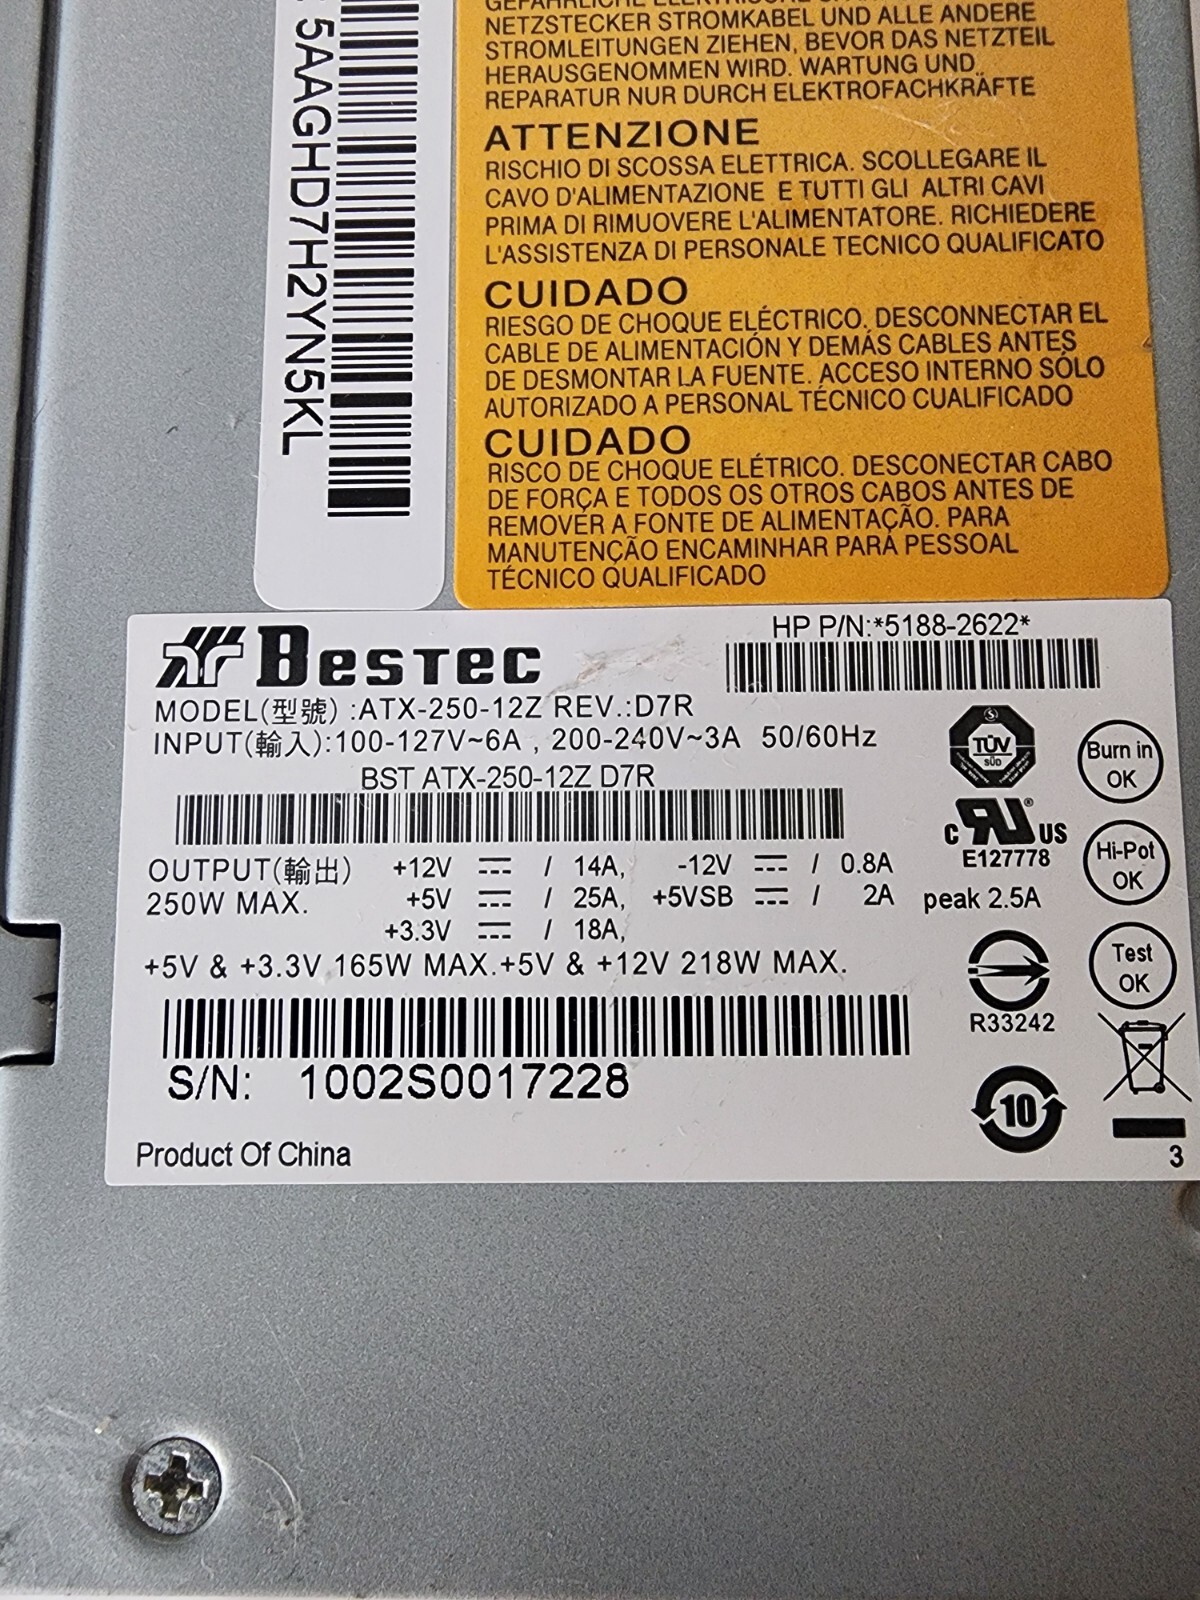 5AAGHD7H2YN5KL
NETZSTECKER STROMKABEL UND ALLE ANDERE
STROMLEITUNGEN ZIEHEN, BEVOR DAS NETZTEIL
HERAUSGENOMMEN WIRD. WARTUNG UND
REPARATUR NUR DURCH ELEKTROFACHKRÄFTE
ATTENZIONE
RISCHIO DI SCOSSA ELETTRICA. SCOLLEGARE IL
CAVO D'ALIMENTAZIONE E TUTTI GLI ALTRI CAVI
PRIMA DI RIMUOVERE L'ALIMENTATORE. RICHIEDERE
L'ASSISTENZA DI PERSONALE TECNICO QUALIFICATO
CUIDADO
RIESGO DE CHOQUE ELÉCTRICO. DESCONNECTAR EL
CABLE DE ALIMENTACIÓN Y DEMÁS CABLES ANTES
DE DESMONTAR LA FUENTE. ACCESO INTERNO SÓLO
AUTORIZADO A PERSONAL TÉCNICO CUALIFICADO
CUIDADO
RISCO DE CHOQUE ELÉTRICO. DESCONECTAR CABO
DE FORÇA E TODOS OS OTROS CABOS ANTES DE
REMOVER A FONTE DE ALIMENTAÇÃO. PARA
MANUTENÇÃO ENCAMINHAR PARA PESSOAL
TÉCNICO QUALIFICADO
BESTEC
HP P/N:*5188-2622*
MODEL(型號) :ATX-250-12Z REV.:D7R
INPUT(輸入):100-127V~6A , 200-240V~3A 50/60Hz
BST ATX-250-12Z D7R
OUTPUT(輸出) +12V ⎓ / 14A, -12V ⎓ / 0.8A
250W MAX. +5V ⎓ / 25A, +5VSB ⎓ / 2A peak 2.5A
+3.3V ⎓ / 18A,
+5V & +3.3V 165W MAX.+5V & +12V 218W MAX.
S/N: 1002S0017228
Product Of China
TÜV
SÜD
C RU® US
E127778
R33242
10
Burn in
OK
Hi-Pot
OK
Test
OK
3